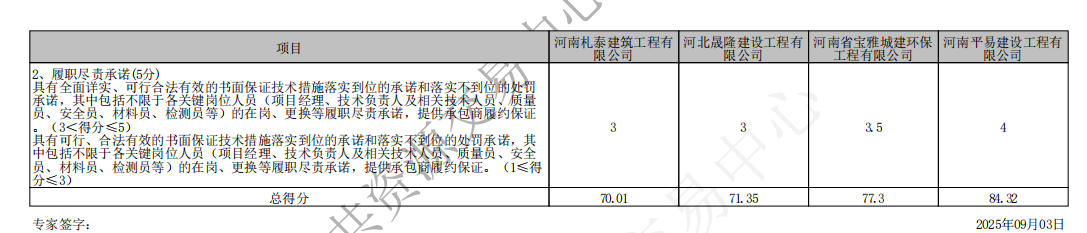 项目
河南札泰建筑工程有限公司
河北晟隆建设工程有限公司
河南省宝雅城建环保工程有限公司
河南平易建设工程有限公司
2、履职尽责承诺(5分)
具有全面详实、可行合法有效的书面保证技术措施落实到位的承诺和落实不到位的处罚
承诺，其中包括不限于各关键岗位人员（项目经理、技术负责人及相关技术人员、质量
员、安全员、材料员、检测员等）的在岗、更换等履职尽责承诺，提供承包商履约保证
。（3＜得分≤5）
具有可行、合法有效的书面保证技术措施落实到位的承诺和落实不到位的处罚承诺，其
中包括不限于各关键岗位人员（项目经理、技术负责人及相关技术人员、质量员、安全
员、材料员、检测员等）的在岗、更换等履职尽责承诺，提供承包商履约保证。（1≤得
分≤3）
3
3
3.5
4
总得分
70.01
71.35
77.3
84.32
专家签字：
2025年09月03日
共资源交易中
易中心